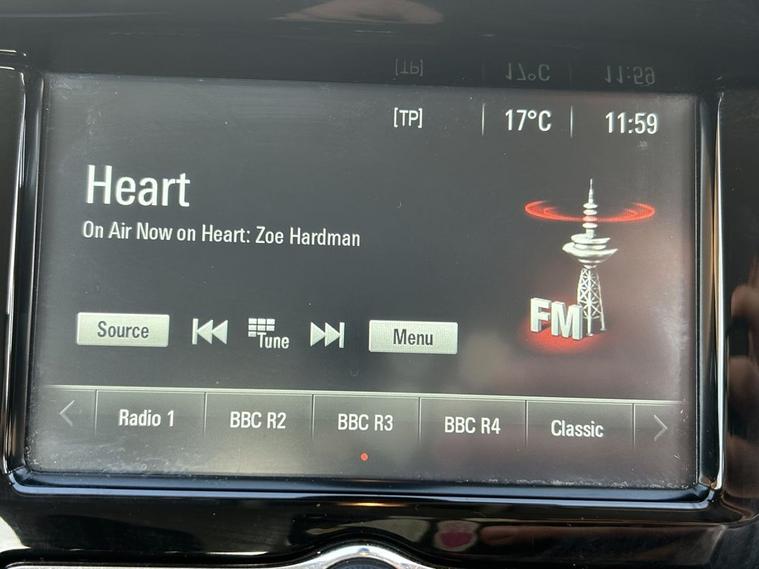 [TP] 17°C 11:59
Heart
On Air Now on Heart: Zoe Hardman
FM
Source Tune Menu
Radio 1 BBC R2 BBC R3 BBC R4 Classic